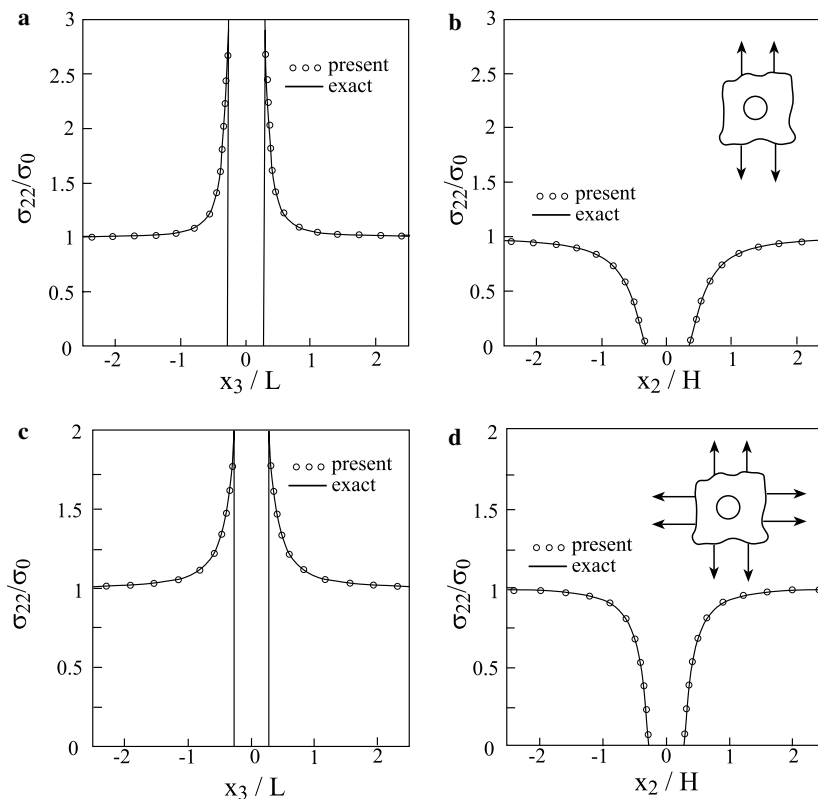 a
3
2.5
2
1.5
1
0.5
0
σ22/σ0
present
exact
-2
-1
0
1
2
x3 / L
b
3
2.5
2
1.5
1
0.5
0
σ22/σ0
present
exact
-2
-1
0
1
2
x2 / H
c
2
1.5
1
0.5
0
σ22/σ0
present
exact
-2
-1
0
1
2
x3 / L
d
2
1.5
1
0.5
0
σ22/σ0
present
exact
-2
-1
0
1
2
x2 / H